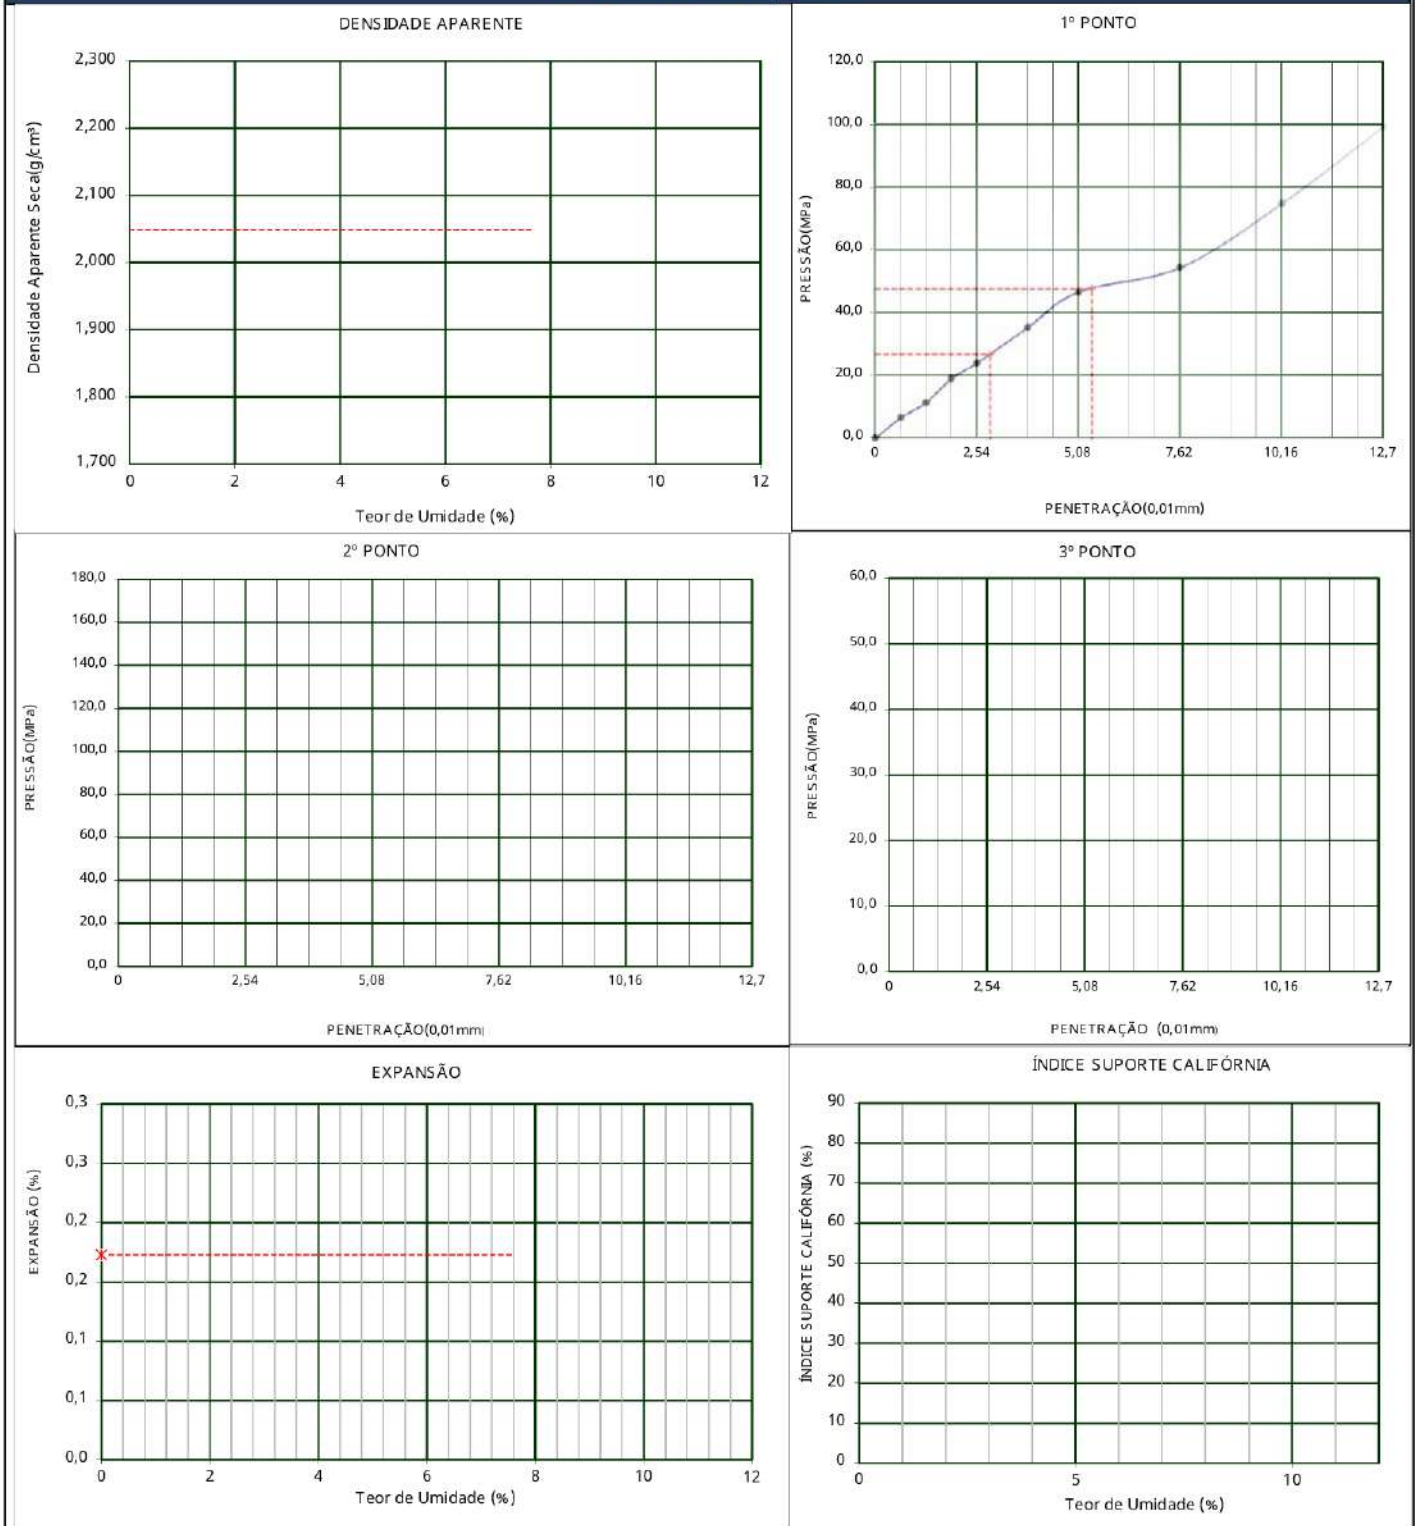 DENSIDADE APARENTE
2,300
2,200
2,100
2,000
1,900
1,800
1,700
Densidade Aparente Seca(g/cm³)
0 2 4 6 8 10 12
Teor de Umidade (%)
1º PONTO
120,0
100,0
80,0
60,0
40,0
20,0
0,0
PRESSÃO(MPa)
0 2,54 5,08 7,62 10,16 12,7
PENETRAÇÃO(0,01mm)
2º PONTO
180,0
160,0
140,0
120,0
100,0
80,0
60,0
40,0
20,0
0,0
PRESSÃO(MPa)
0 2,54 5,08 7,62 10,16 12,7
PENETRAÇÃO(0,01mm)
3º PONTO
60,0
50,0
40,0
30,0
20,0
10,0
0,0
PRESSÃO(MPa)
0 2,54 5,08 7,62 10,16 12,7
PENETRAÇÃO (0,01mm)
EXPANSÃO
0,3
0,3
0,2
0,2
0,1
0,1
0,0
EXPANSÃO (%)
0 2 4 6 8 10 12
Teor de Umidade (%)
ÍNDICE SUPORTE CALIFÓRNIA
90
80
70
60
50
40
30
20
10
0
ÍNDICE SUPORTE CALIFÓRNIA (%)
0 5 10
Teor de Umidade (%)